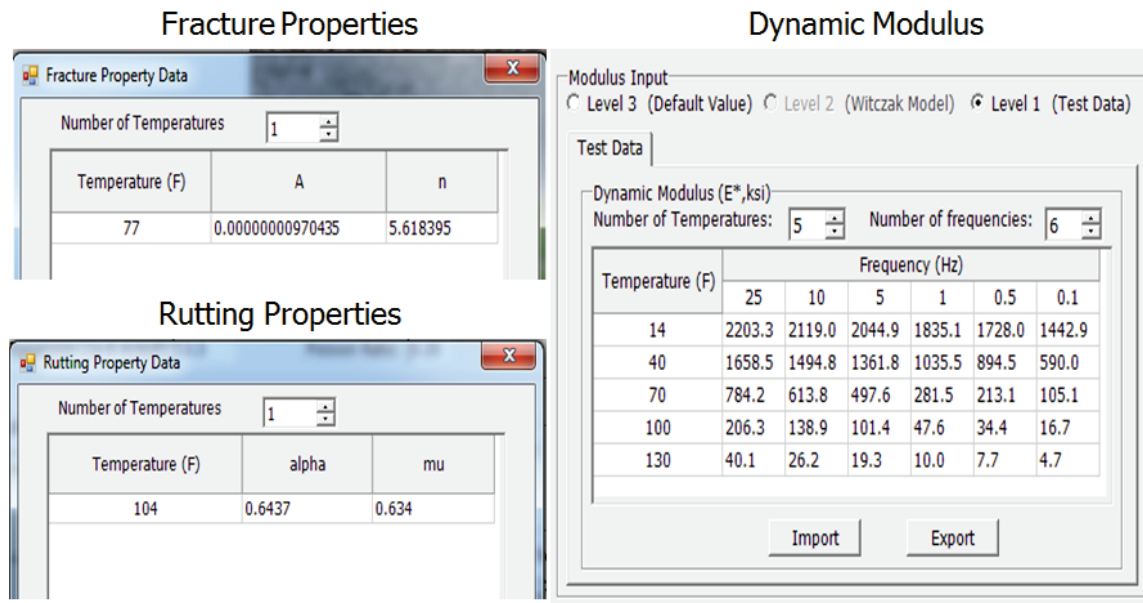 Fracture Properties
Fracture Property Data
X
Number of Temperatures 1
Temperature (F) A n
77 0.00000000970435 5.618395
Rutting Properties
Rutting Property Data
X
Number of Temperatures 1
Temperature (F) alpha mu
104 0.6437 0.634
Dynamic Modulus
Modulus Input
Level 3 (Default Value) Level 2 (Witczak Model) Level 1 (Test Data)
Test Data
Dynamic Modulus (E*,ksi)
Number of Temperatures: 5 Number of frequencies: 6
Temperature (F) Frequency (Hz)
25 10 5 1 0.5 0.1
14 2203.3 2119.0 2044.9 1835.1 1728.0 1442.9
40 1658.5 1494.8 1361.8 1035.5 894.5 590.0
70 784.2 613.8 497.6 281.5 213.1 105.1
100 206.3 138.9 101.4 47.6 34.4 16.7
130 40.1 26.2 19.3 10.0 7.7 4.7
Import Export